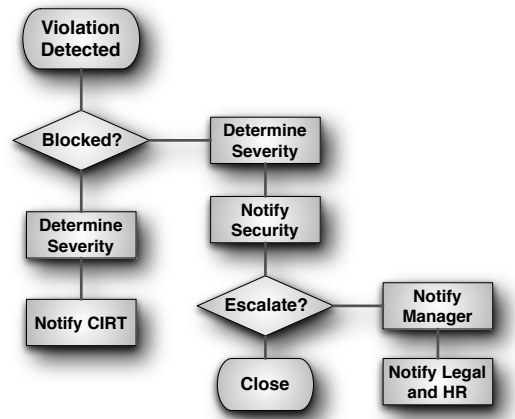 Violation
Detected
Blocked?
Determine
Severity
Notify CIRT
Determine
Severity
Notify
Security
Escalate?
Close
Notify
Manager
Notify Legal
and HR